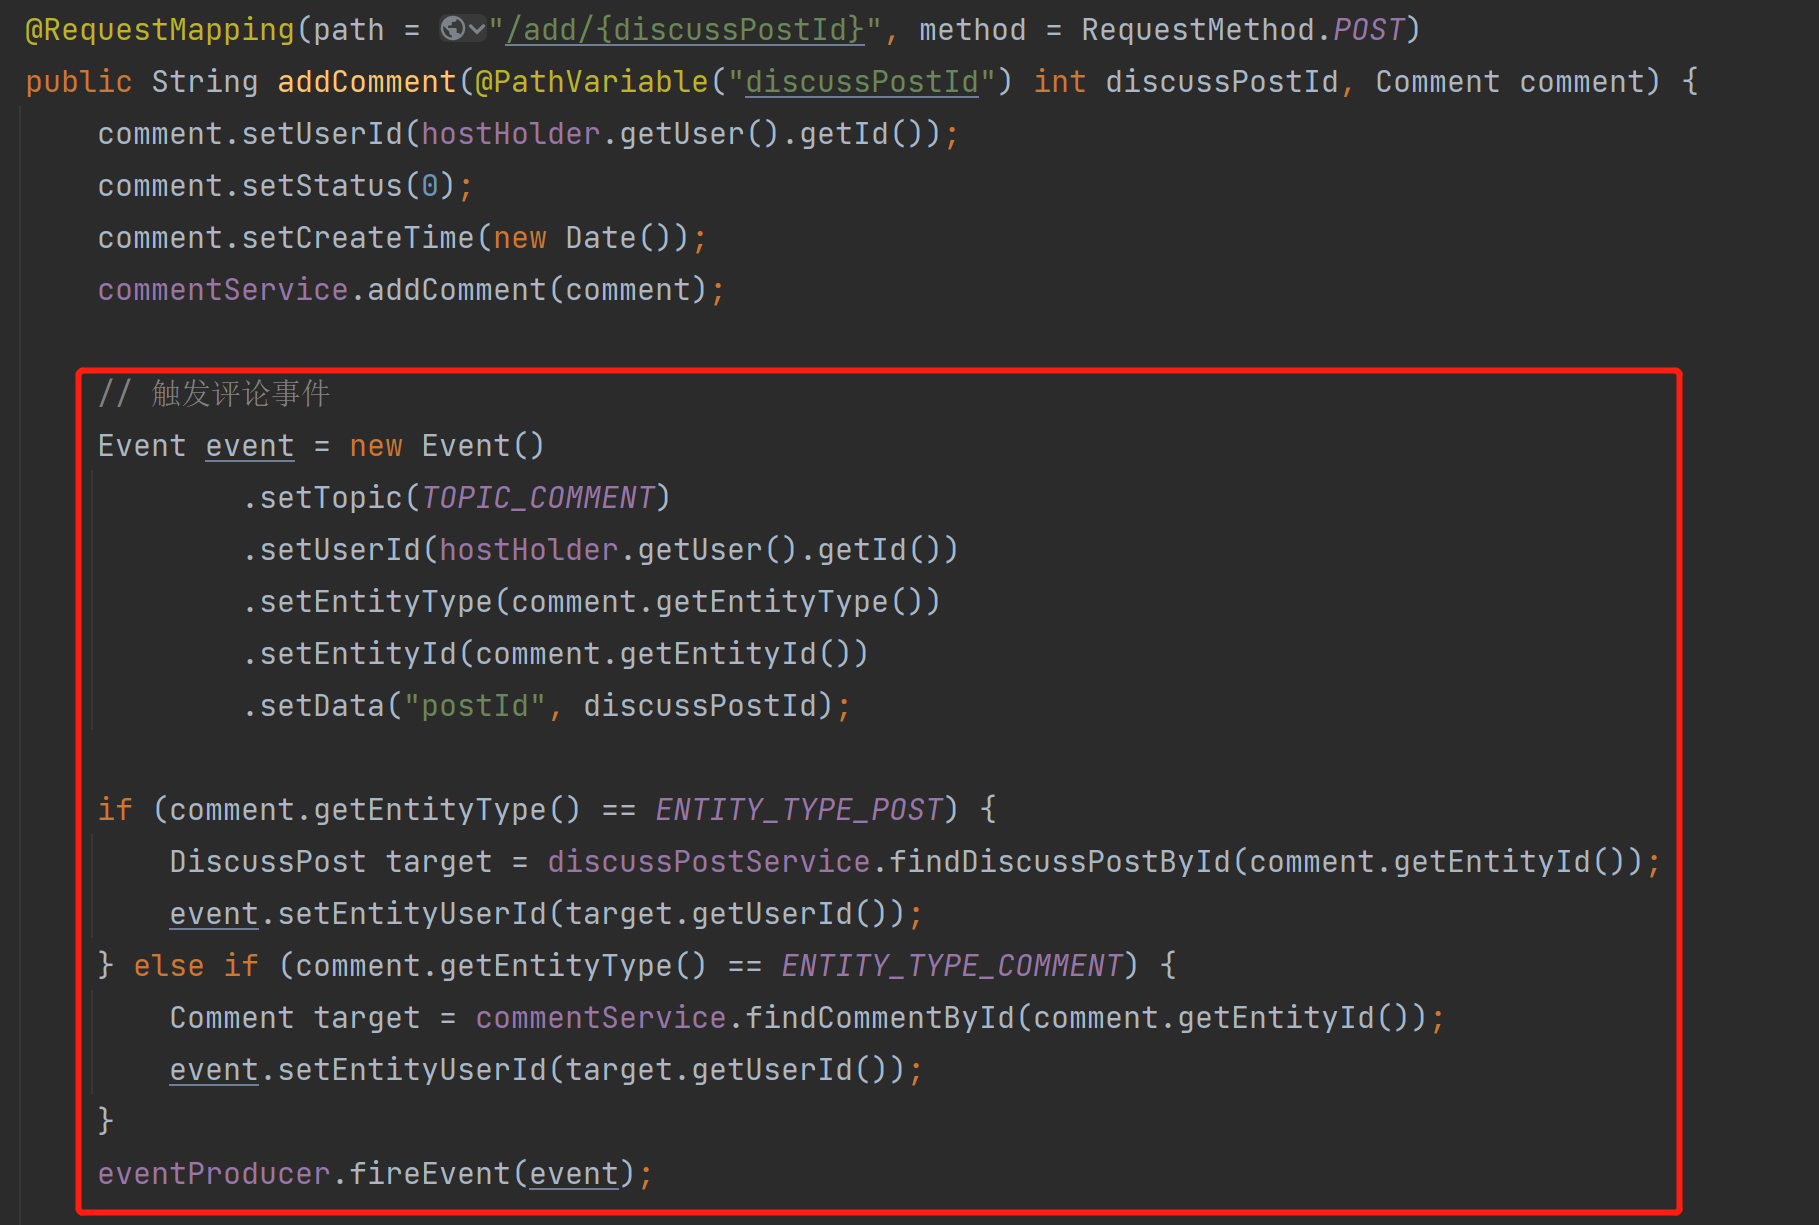 @RequestMapping(path = "/add/{discussPostId}", method = RequestMethod.POST)
public String addComment(@PathVariable("discussPostId") int discussPostId, Comment comment) {
    comment.setUserId(hostHolder.getUser().getId());
    comment.setStatus(0);
    comment.setCreateTime(new Date());
    commentService.addComment(comment);
    // 触发评论事件
    Event event = new Event()
            .setTopic(TOPIC_COMMENT)
            .setUserId(hostHolder.getUser().getId())
            .setEntityType(comment.getEntityType())
            .setEntityId(comment.getEntityId())
            .setData("postId", discussPostId);
    if (comment.getEntityType() == ENTITY_TYPE_POST) {
        DiscussPost target = discussPostService.findDiscussPostById(comment.getEntityId());
        event.setEntityUserId(target.getUserId());
    } else if (comment.getEntityType() == ENTITY_TYPE_COMMENT) {
        Comment target = commentService.findCommentById(comment.getEntityId());
        event.setEntityUserId(target.getUserId());
    }
    eventProducer.fireEvent(event);